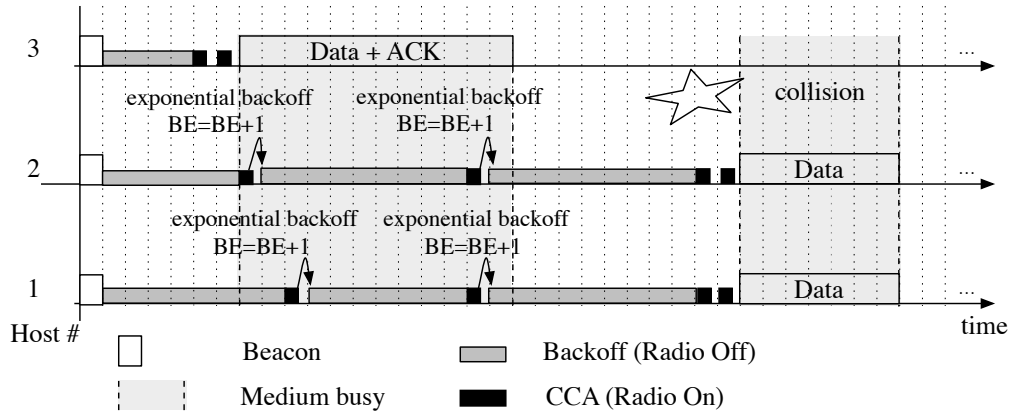 3
Data + ACK
...
exponential backoff
BE=BE+1
exponential backoff
BE=BE+1
collision
2
Data
...
exponential backoff
BE=BE+1
exponential backoff
BE=BE+1
1
Data
...
Host #
time
Beacon
Backoff (Radio Off)
Medium busy
CCA (Radio On)